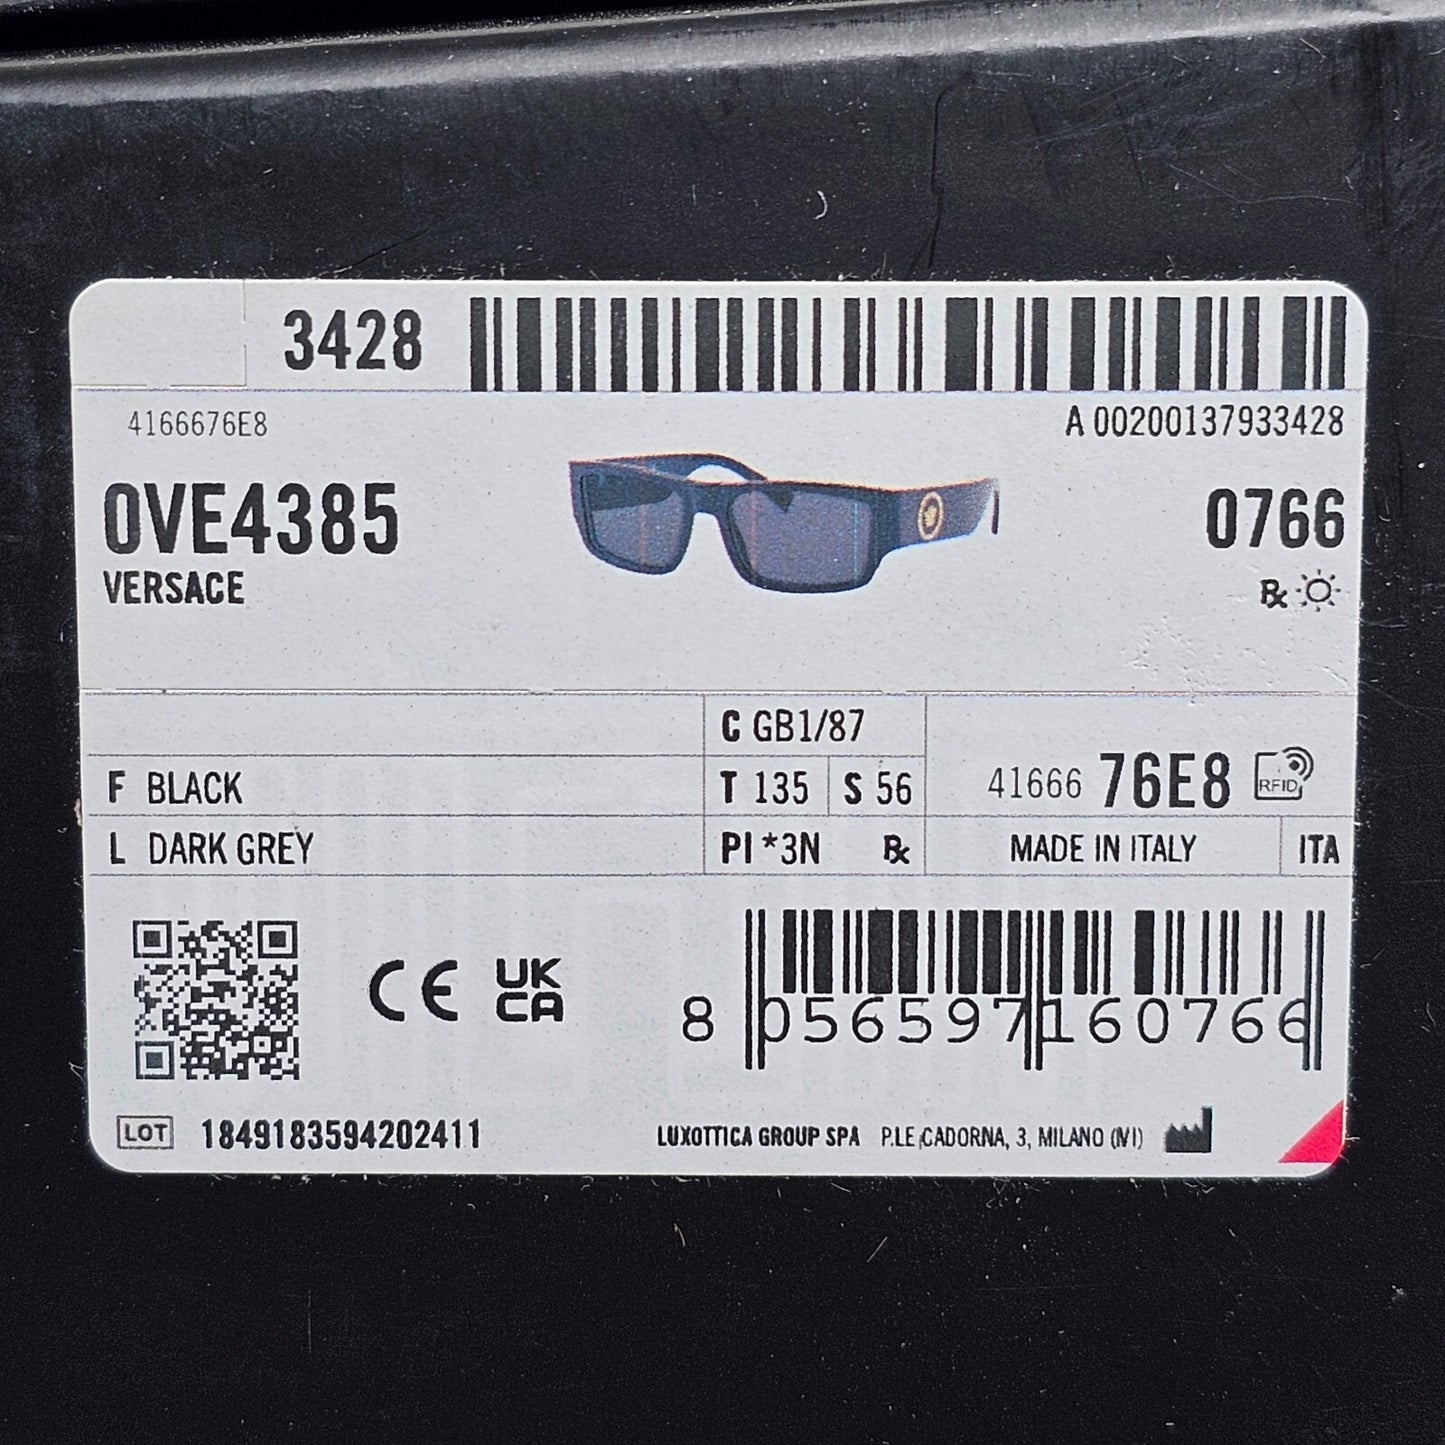 3428
4166676E8
A 00200137933428
0VE4385
0766
VERSACE
℞
C GB1/87
F BLACK
T 135
S 56
41666 76E8
RFID
L DARK GREY
PI *3N ℞
MADE IN ITALY
ITA
CE
UK
CA
8 056597 160766
LOT 1849183594202411
LUXOTTICA GROUP SPA P.LE CADORNA, 3, MILANO (MI)